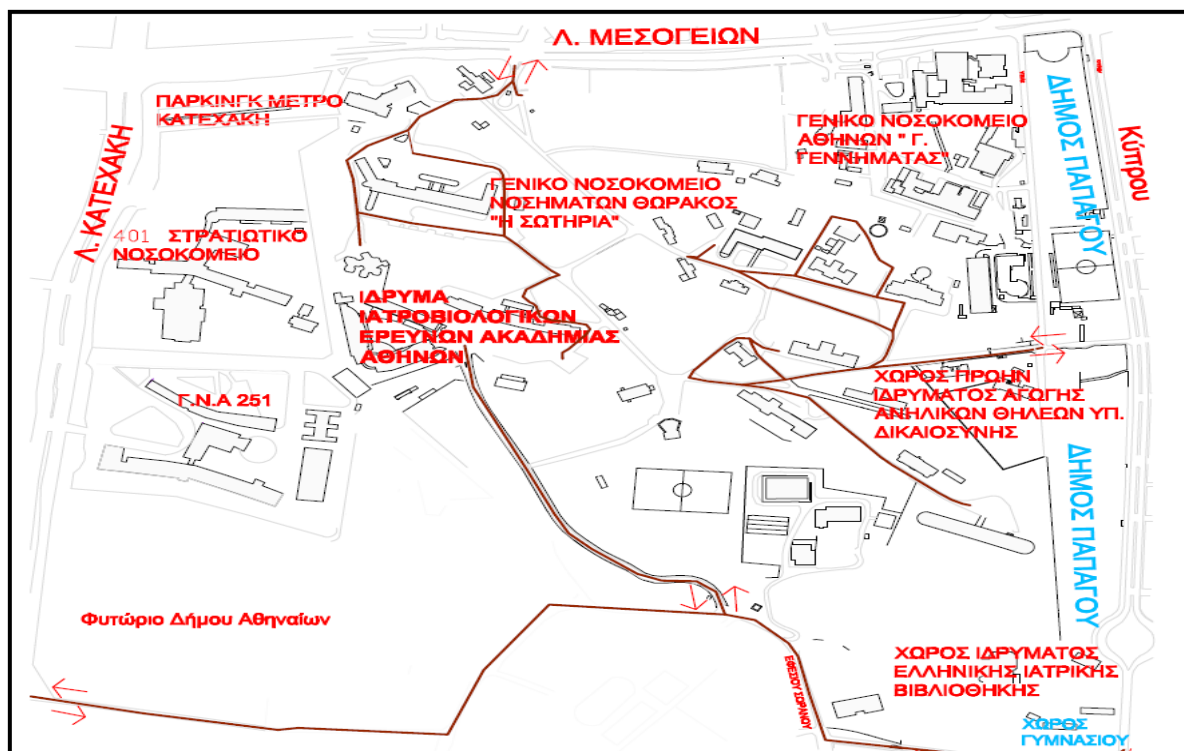 Λ. ΜΕΣΟΓΕΙΩΝ
ΠΑΡΚΙΝΓΚ ΜΕΤΡΟ
ΚΑΤΕΧΑΚΗ
Λ. ΚΑΤΕΧΑΚΗ
ΓΕΝΙΚΟ ΝΟΣΟΚΟΜΕΙΟ
ΑΘΗΝΩΝ " Γ.
ΓΕΝΝΗΜΑΤΑΣ"
ΔΗΜΟΣ ΠΑΠΑΓΟΥ
Κύπρου
ΓΕΝΙΚΟ ΝΟΣΟΚΟΜΕΙΟ
ΝΟΣΗΜΑΤΩΝ ΘΩΡΑΚΟΣ
"Η ΣΩΤΗΡΙΑ"
401 ΣΤΡΑΤΙΩΤΙΚΟ
ΝΟΣΟΚΟΜΕΙΟ
ΙΔΡΥΜΑ
ΙΑΤΡΟΒΙΟΛΟΓΙΚΩΝ
ΕΡΕΥΝΩΝ ΑΚΑΔΗΜΙΑΣ
ΑΘΗΝΩΝ
ΧΩΡΟΣ ΠΡΩΗΝ
ΙΔΡΥΜΑΤΟΣ ΑΓΩΓΗΣ
ΑΝΗΛΙΚΩΝ ΘΗΛΕΩΝ ΥΠ.
ΔΙΚΑΙΟΣΥΝΗΣ
Γ.Ν.Α 251
ΔΗΜΟΣ ΠΑΠΑΓΟΥ
Φυτώριο Δήμου Αθηναίων
ΕΦΕΣΙΟΥ ΣΩΡΑΝΟΥ
ΧΩΡΟΣ ΙΔΡΥΜΑΤΟΣ
ΕΛΛΗΝΙΚΗΣ ΙΑΤΡΙΚΗΣ
ΒΙΒΛΙΟΘΗΚΗΣ
ΧΩΡΟΣ
ΓΥΜΝΑΣΙΟΥ